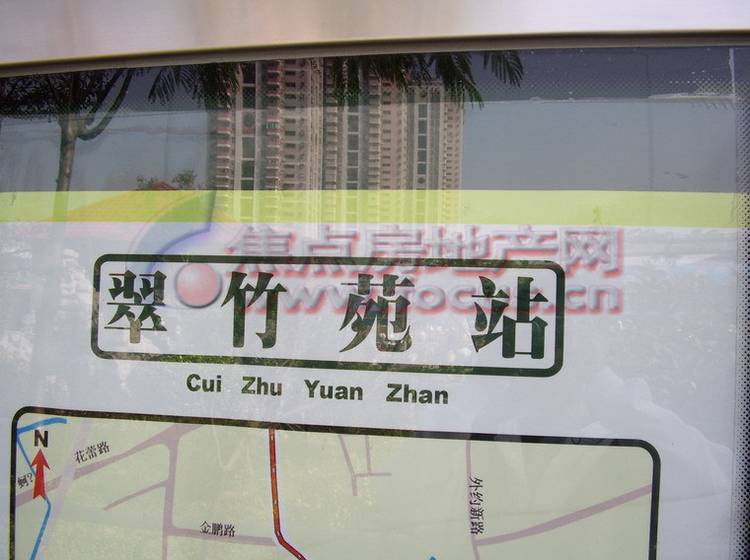 焦点房地产网
www.focus.cn
翠竹苑站
Cui Zhu Yuan Zhan
N
花蕾路
金鹏路
外约新路